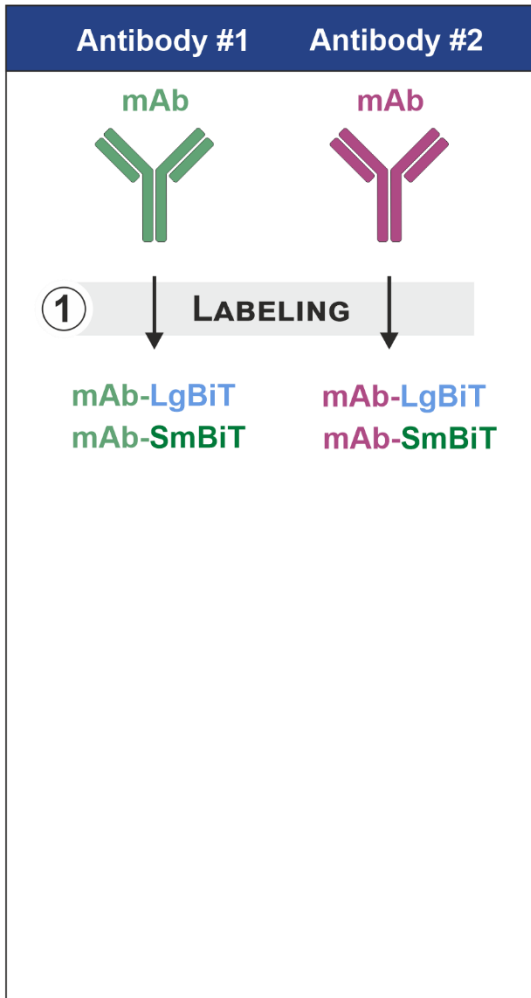 Antibody #1 Antibody #2
mAb mAb
1 LABELING
mAb-LgBiT mAb-LgBiT
mAb-SmBiT mAb-SmBiT